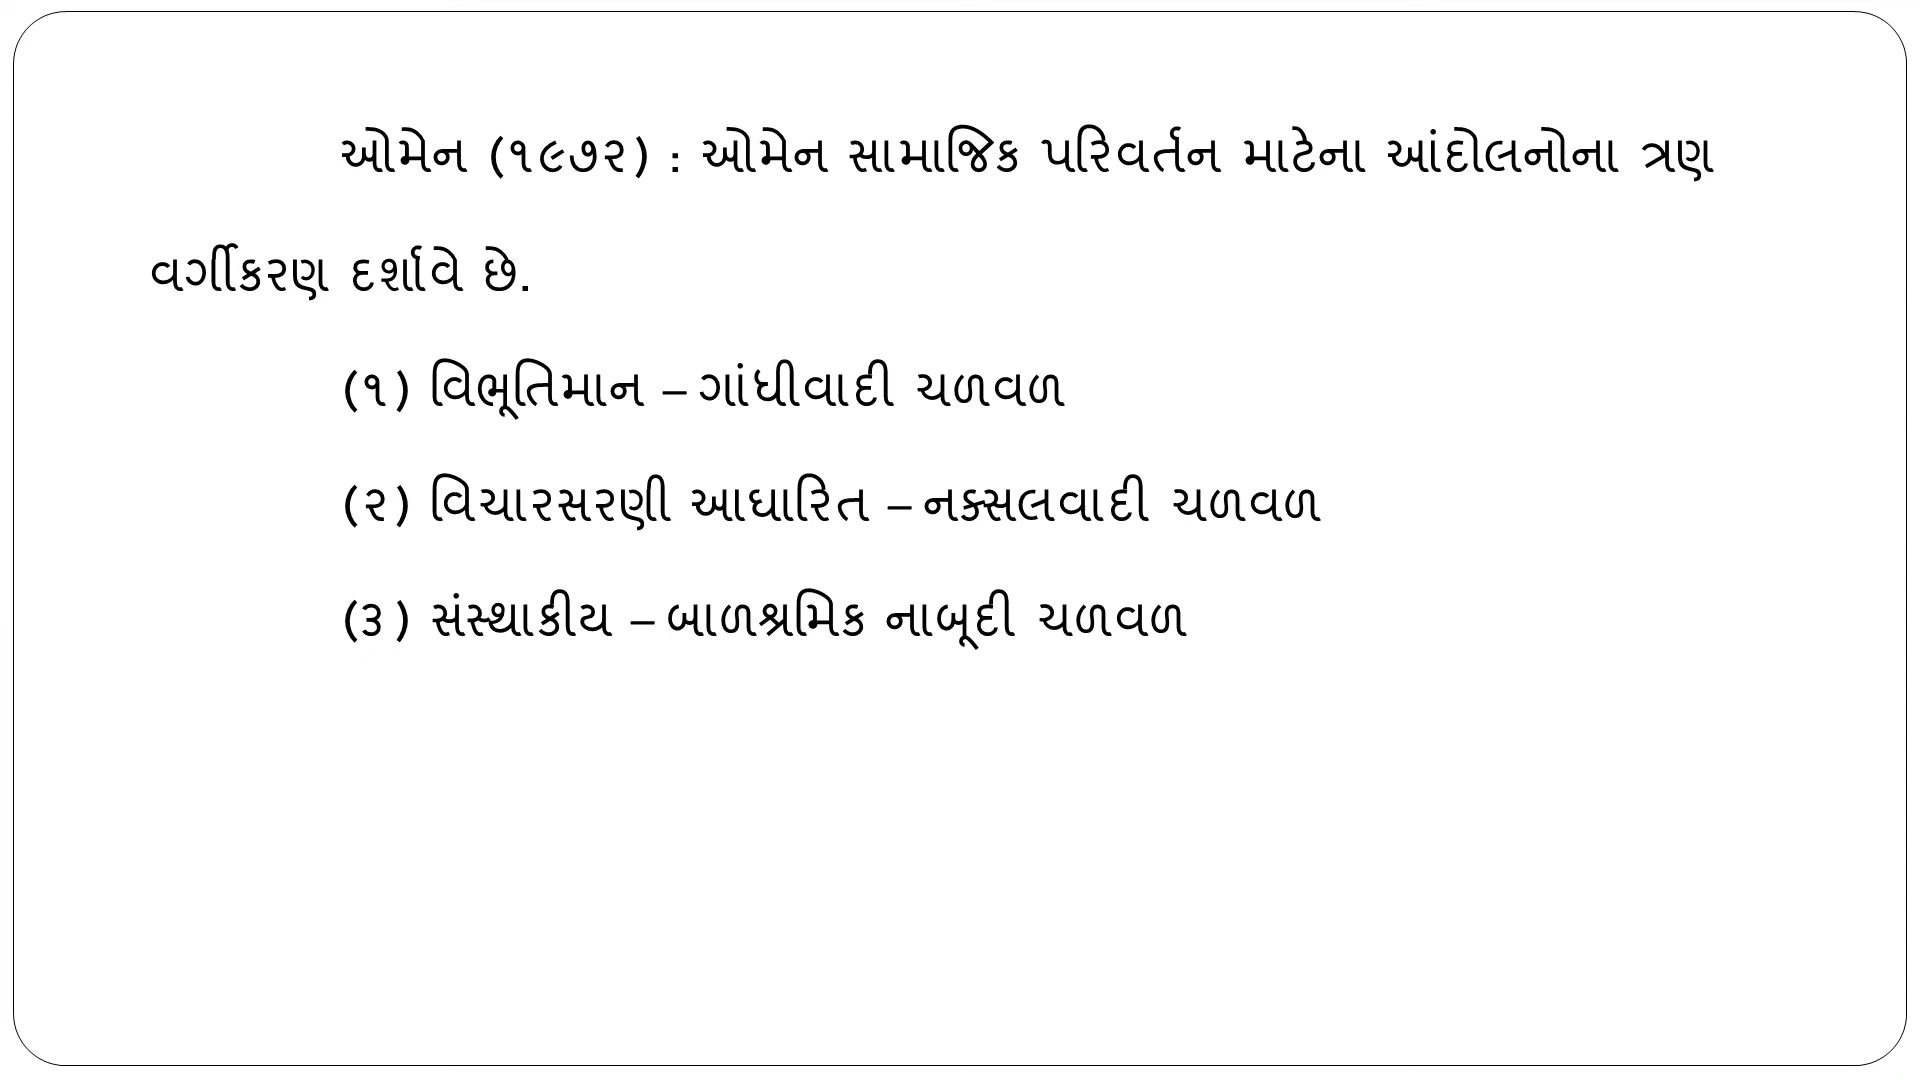 ઓમેન (૧૯૭૨) : ઓમેન સામાજિક પરિવર્તન માટેના આંદોલનોના ત્રણ
વર્ગીકરણ દર્શાવે છે.
(૧) વિભૂતિમાન – ગાંધીવાદી ચળવળ
(૨) વિચારસરણી આધારિત – નક્સલવાદી ચળવળ
(૩) સંસ્થાકીય – બાળશ્રમિક નાબૂદી ચળવળ